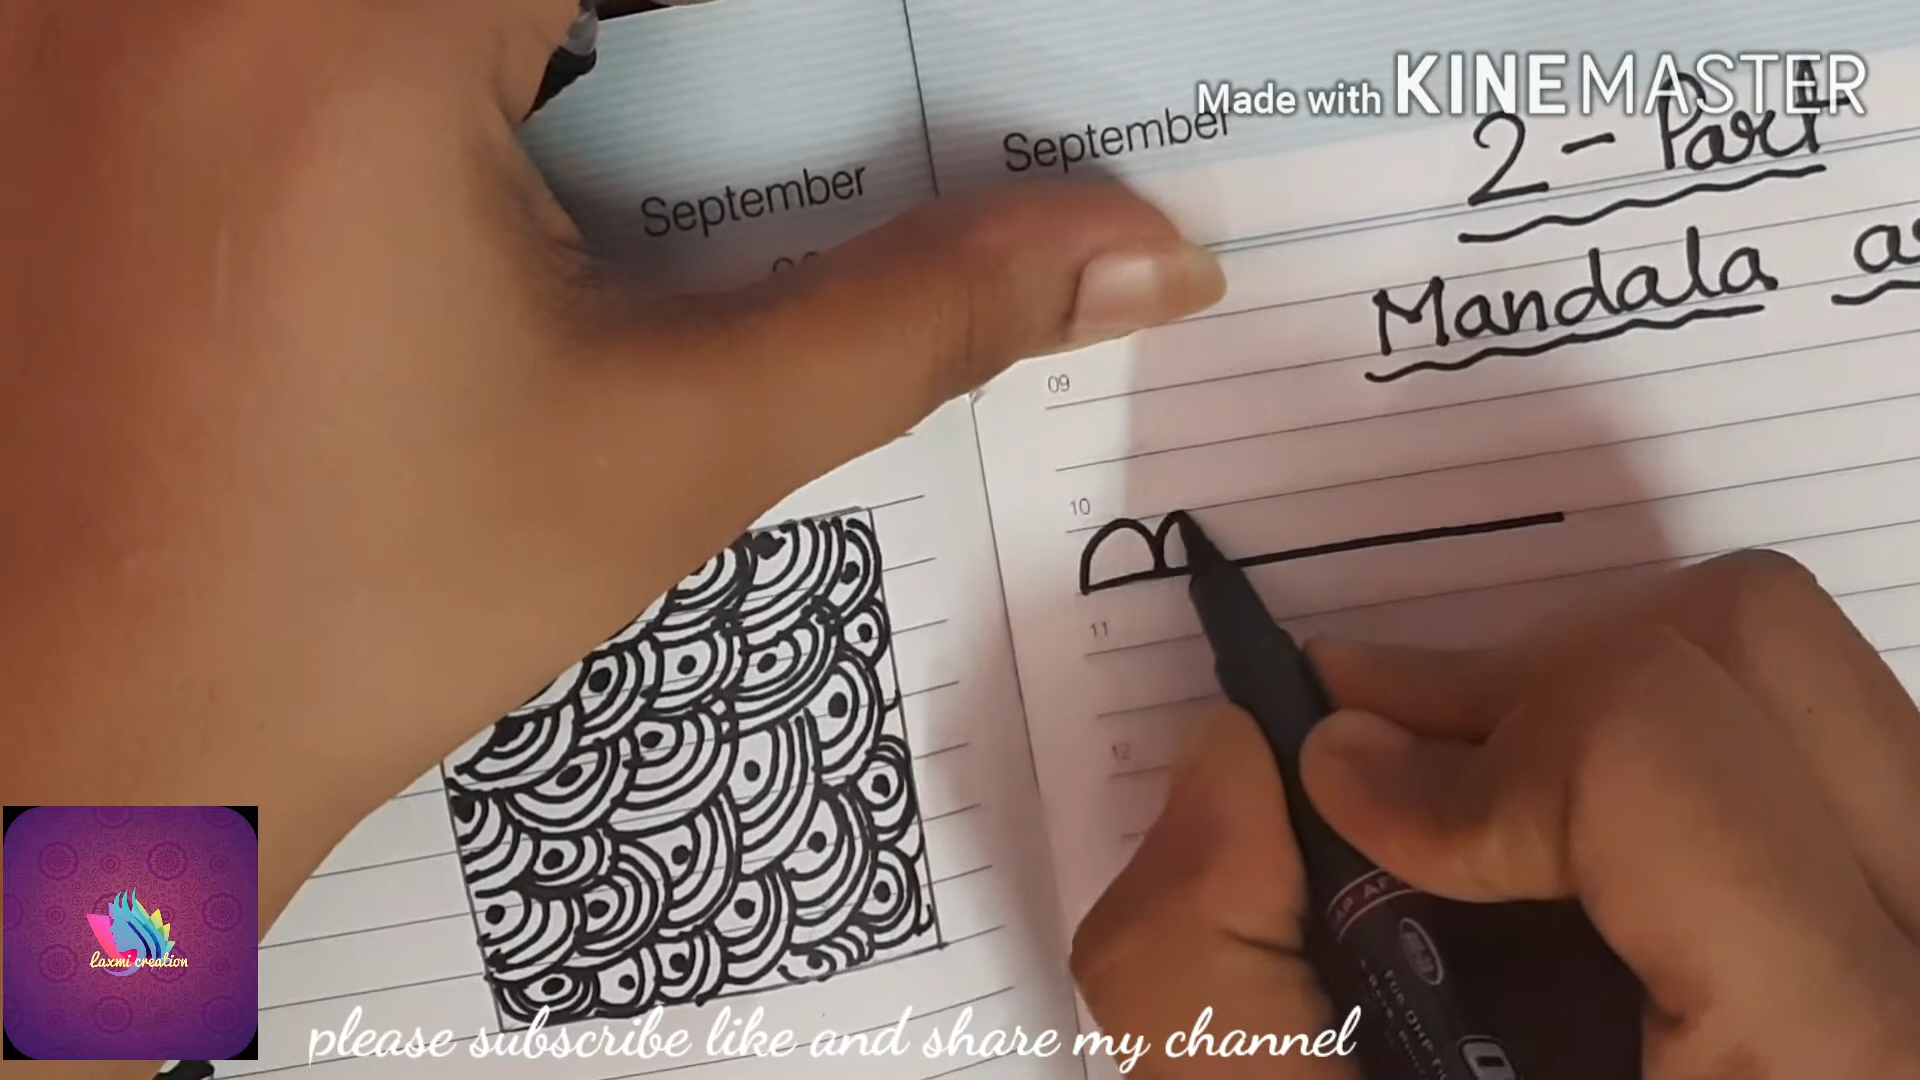 Made with KINEMASTER
September
September
2 - Part
Mandala
09
10
11
12
Laxmi creation
please subscribe like and share my channel